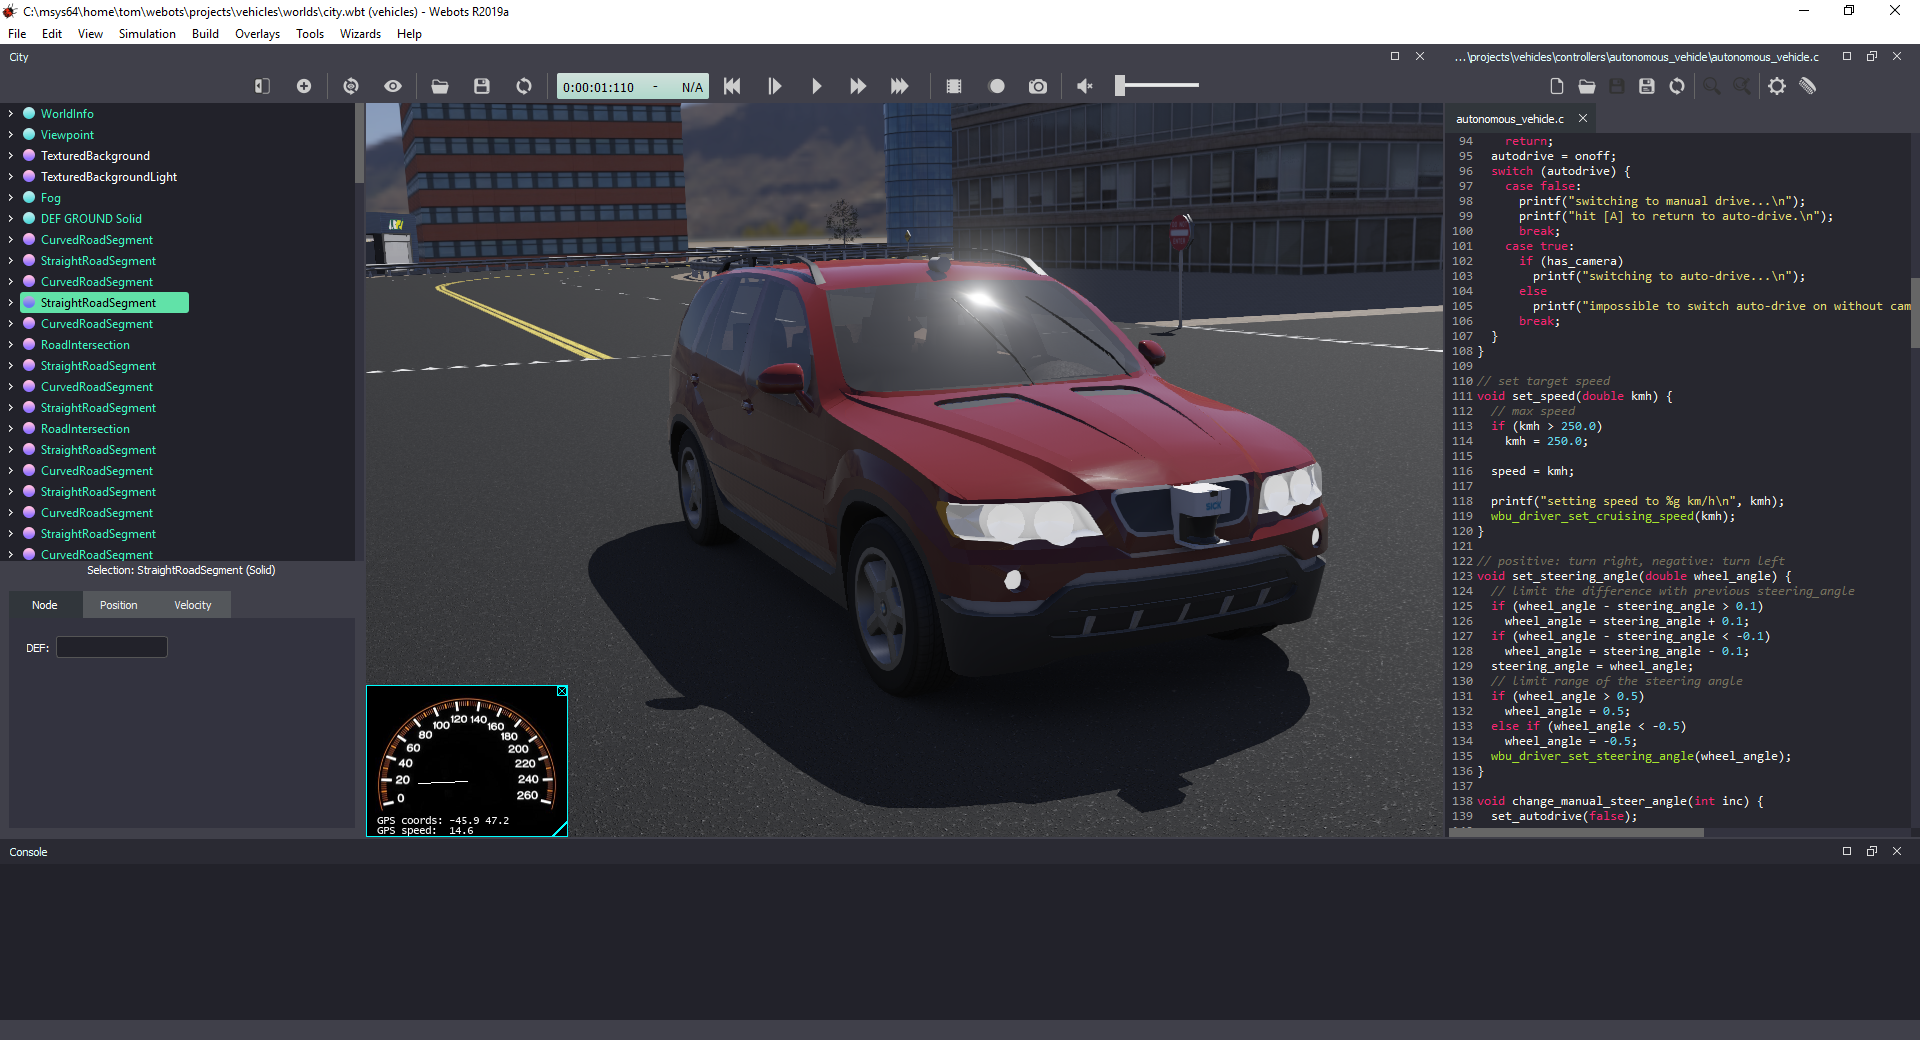 C:\msys64\home\tom\webots\projects\vehicles\worlds\city.wbt (vehicles) - Webots R2019a
File Edit View Simulation Build Overlays Tools Wizards Help
City
0:00:01:110 - N/A
WorldInfo
Viewpoint
TexturedBackground
TexturedBackgroundLight
Fog
DEF GROUND Solid
CurvedRoadSegment
StraightRoadSegment
CurvedRoadSegment
StraightRoadSegment
CurvedRoadSegment
RoadIntersection
StraightRoadSegment
CurvedRoadSegment
StraightRoadSegment
RoadIntersection
StraightRoadSegment
CurvedRoadSegment
StraightRoadSegment
CurvedRoadSegment
StraightRoadSegment
CurvedRoadSegment
Selection: StraightRoadSegment (Solid)
Node Position Velocity
DEF:
SICK
0 20 40 60 80 100 120 140 160 180 200 220 240 260
GPS coords: -45.9 47.2
GPS speed: 14.6
...\projects\vehicles\controllers\autonomous_vehicle\autonomous_vehicle.c
autonomous_vehicle.c
94 return;
95 autodrive = onoff;
96 switch (autodrive) {
97 case false:
98 printf("switching to manual drive...\n");
99 printf("hit [A] to return to auto-drive.\n");
100 break;
101 case true:
102 if (has_camera)
103 printf("switching to auto-drive...\n");
104 else
105 printf("impossible to switch auto-drive on without cam
106 break;
107 }
108 }
109
110 // set target speed
111 void set_speed(double kmh) {
112 // max speed
113 if (kmh > 250.0)
114 kmh = 250.0;
115
116 speed = kmh;
117
118 printf("setting speed to %g km/h\n", kmh);
119 wbu_driver_set_cruising_speed(kmh);
120 }
121
122 // positive: turn right, negative: turn left
123 void set_steering_angle(double wheel_angle) {
124 // limit the difference with previous steering_angle
125 if (wheel_angle - steering_angle > 0.1)
126 wheel_angle = steering_angle + 0.1;
127 if (wheel_angle - steering_angle < -0.1)
128 wheel_angle = steering_angle - 0.1;
129 steering_angle = wheel_angle;
130 // limit range of the steering angle
131 if (wheel_angle > 0.5)
132 wheel_angle = 0.5;
133 else if (wheel_angle < -0.5)
134 wheel_angle = -0.5;
135 wbu_driver_set_steering_angle(wheel_angle);
136 }
137
138 void change_manual_steer_angle(int inc) {
139 set_autodrive(false);
Console